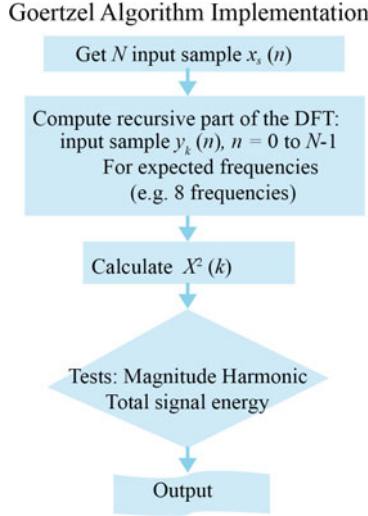 Goertzel Algorithm Implementation
Get N input sample xₛ (n)
Compute recursive part of the DFT:
input sample yₖ (n), n = 0 to N-1
For expected frequencies
(e.g. 8 frequencies)
Calculate X² (k)
Tests: Magnitude Harmonic
Total signal energy
Output